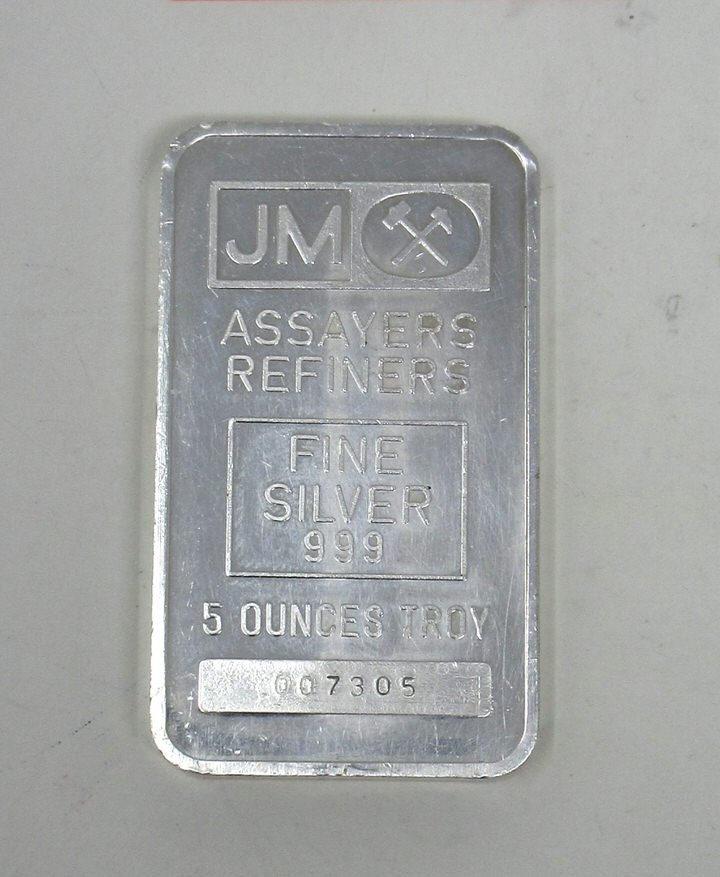 JM
ASSAYERS
REFINERS
FINE
SILVER
999
5 OUNCES TROY
007305